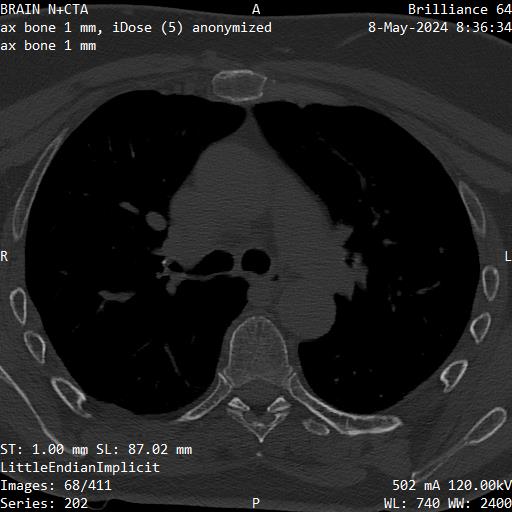 BRAIN N+CTA
A
Brilliance 64
ax bone 1 mm, iDose (5) anonymized
8-May-2024 8:36:34
ax bone 1 mm
R
L
ST: 1.00 mm SL: 87.02 mm
LittleEndianImplicit
Images: 68/411
502 mA 120.00kV
Series: 202
P
WL: 740 WW: 2400